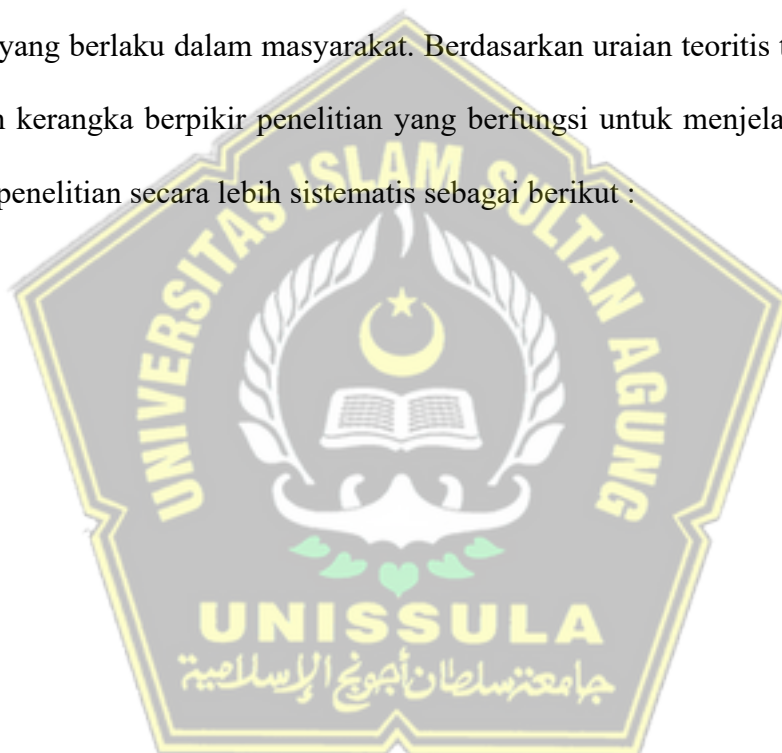 yang berlaku dalam masyarakat. Berdasarkan uraian teoritis t
n kerangka berpikir penelitian yang berfungsi untuk menjela
penelitian secara lebih sistematis sebagai berikut :
UNIVERSITAS ISLAM SULTAN AGUNG
UNISSULA
جامعة سلطان أجونج الإسلامية